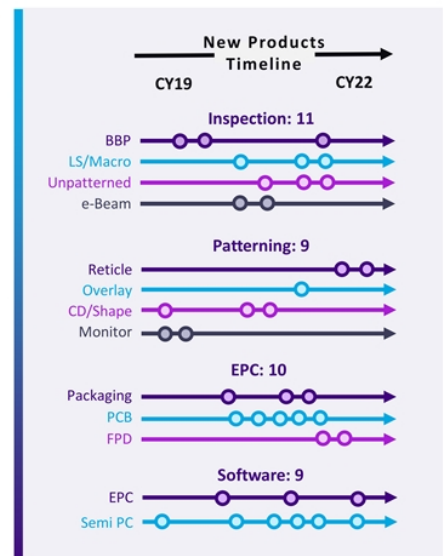 New Products
Timeline
CY19
CY22
Inspection: 11
BBP
LS/Macro
Unpatterned
e-Beam
Patterning: 9
Reticle
Overlay
CD/Shape
Monitor
EPC: 10
Packaging
PCB
FPD
Software: 9
EPC
Semi PC